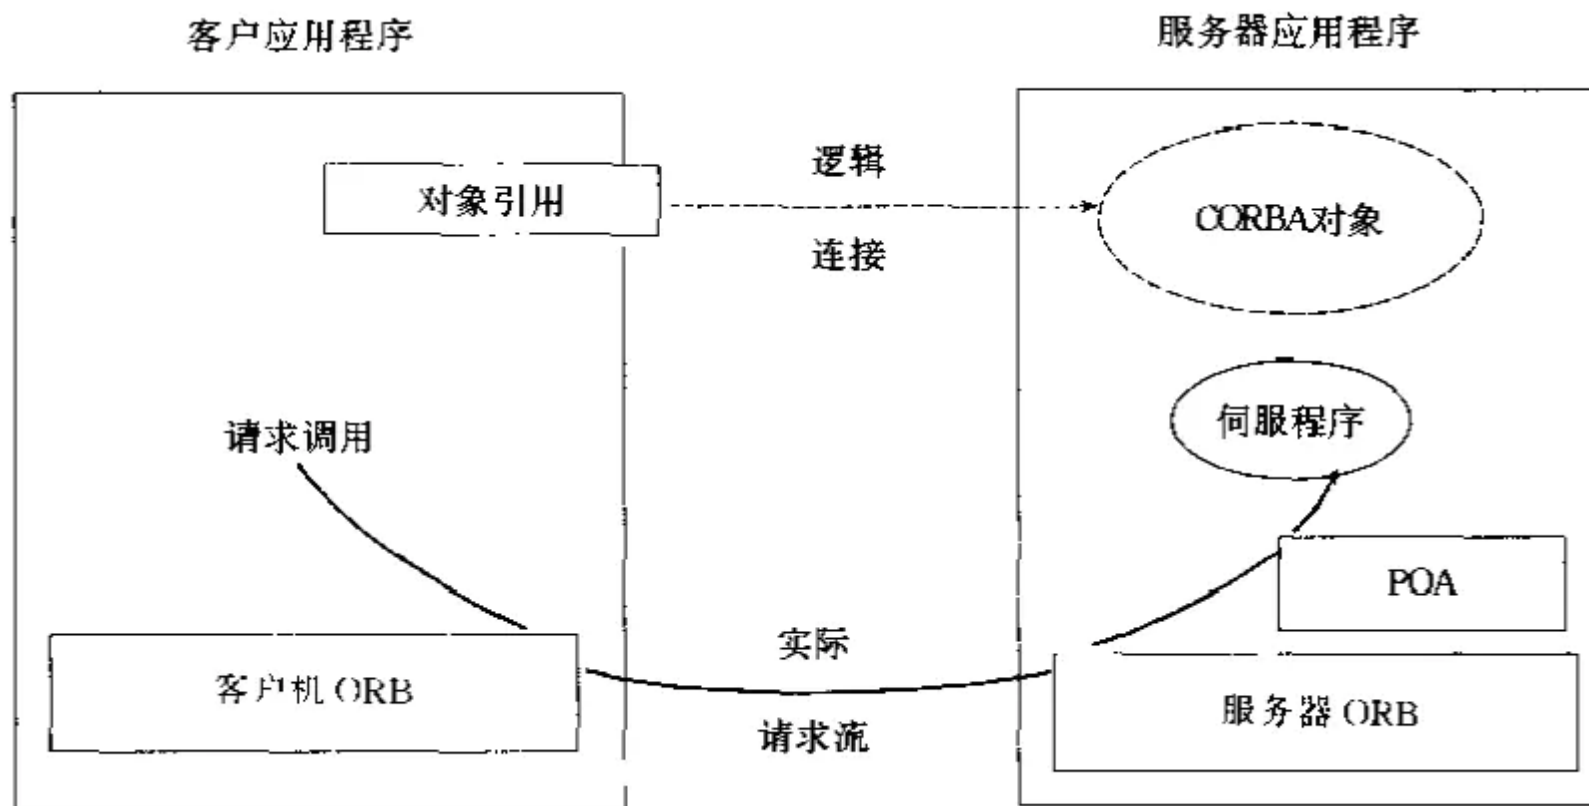 客户应用程序
服务器应用程序
对象引用
逻辑
连接
CORBA对象
请求调用
伺服程序
POA
客户机 ORB
实际
请求流
服务器 ORB